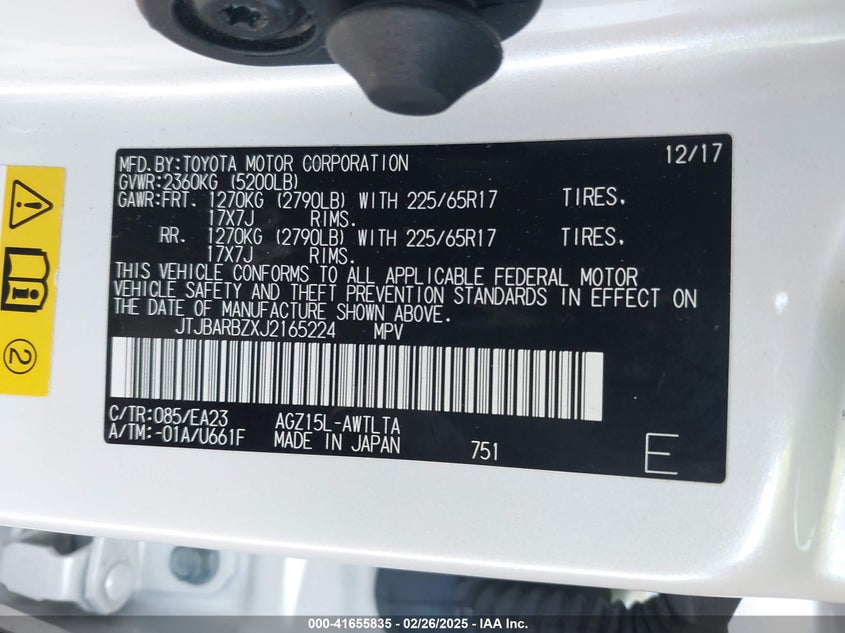 MFD.BY:TOYOTA MOTOR CORPORATION 12/17
GVWR:2360KG (5200LB)
GAWR:FRT. 1270KG (2790LB) WITH 225/65R17 TIRES,
17X7J RIMS.
RR. 1270KG (2790LB) WITH 225/65R17 TIRES,
17X7J RIMS.
THIS VEHICLE CONFORMS TO ALL APPLICABLE FEDERAL MOTOR
VEHICLE SAFETY AND THEFT PREVENTION STANDARDS IN EFFECT ON
THE DATE OF MANUFACTURE SHOWN ABOVE.
JTJBARBZXJ2165224 MPV
C/TR:085/EA23 AGZ15L-AWTLTA
A/TM:-01A/U661F MADE IN JAPAN 751 E
2
000-41655835 - 02/26/2025 - IAA, Inc.